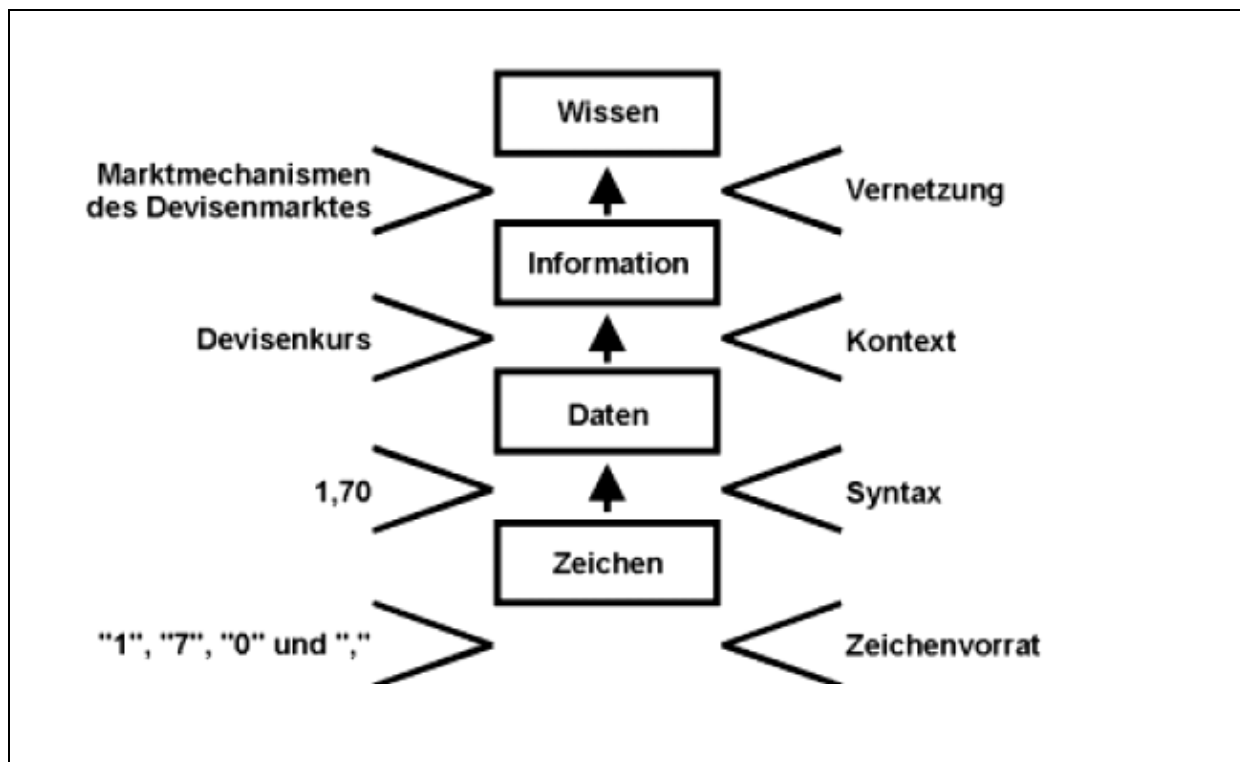 Wissen
Marktmechanismen
des Devisenmarktes
Vernetzung
Information
Devisenkurs
Kontext
Daten
1,70
Syntax
Zeichen
"1", "7", "0" und ","
Zeichenvorrat